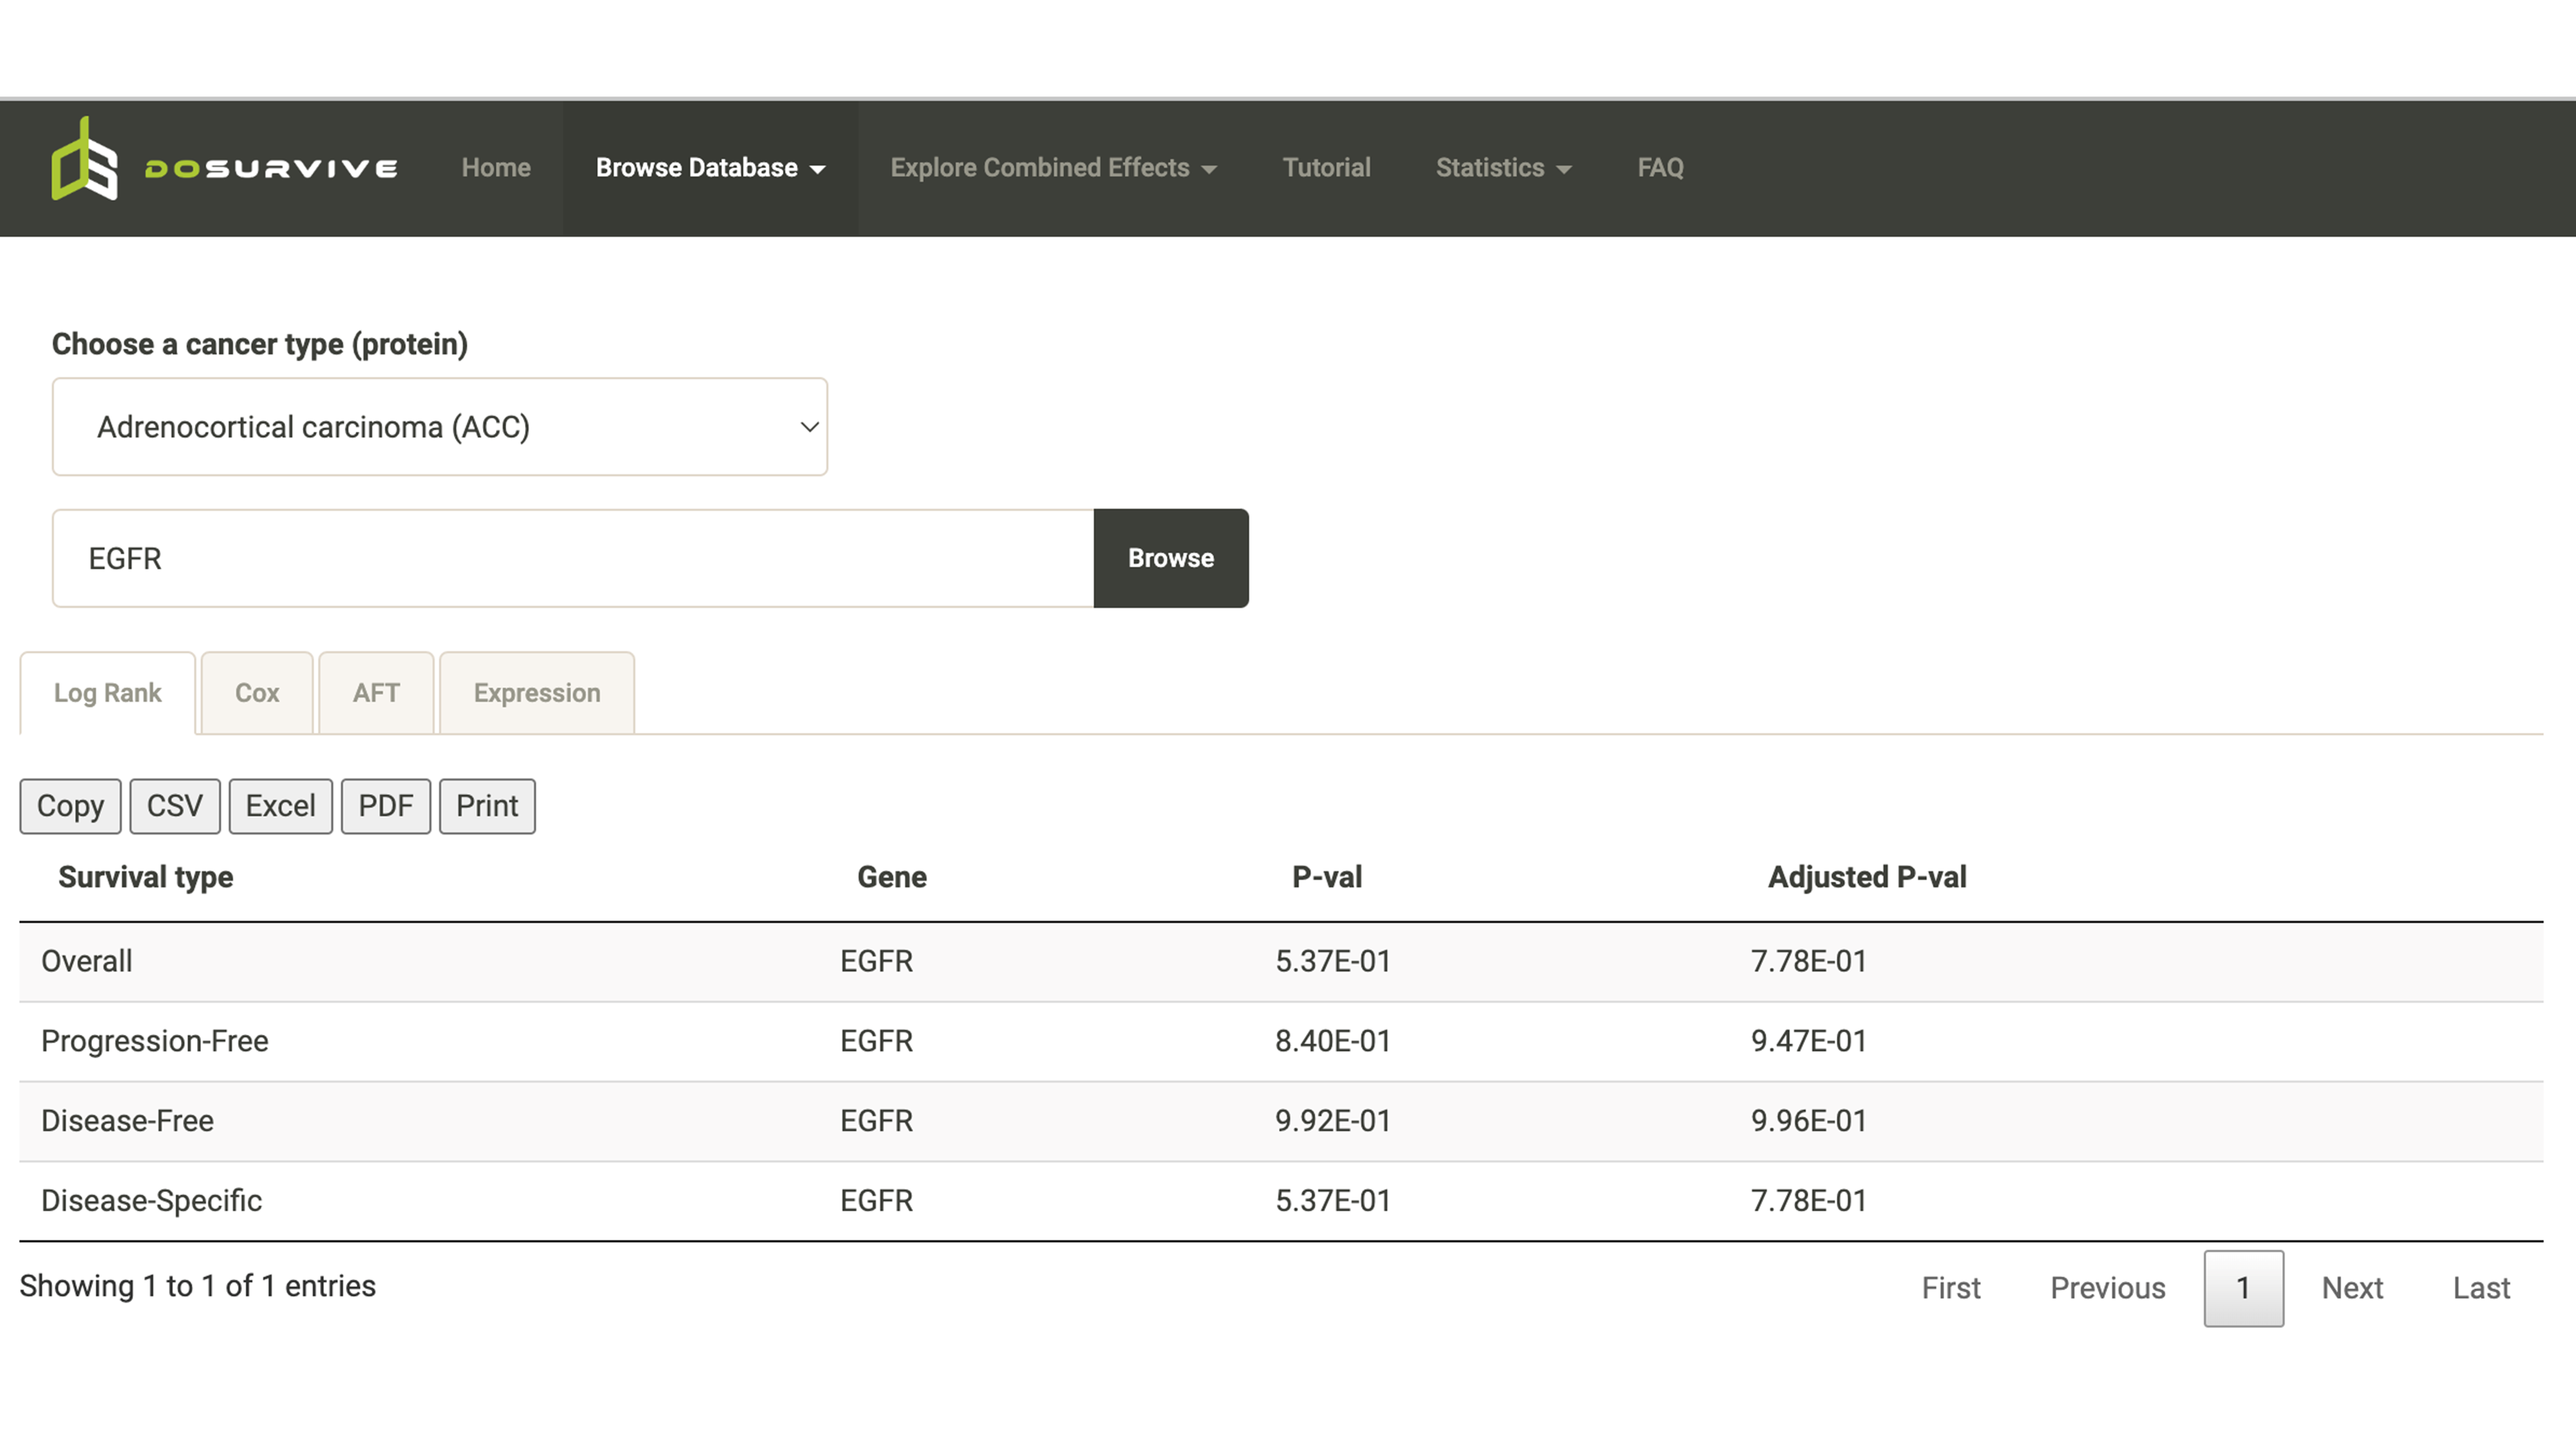 DOSURVIVE Home Browse Database Explore Combined Effects Tutorial Statistics FAQ
Choose a cancer type (protein)
Adrenocortical carcinoma (ACC)
EGFR Browse
Log Rank Cox AFT Expression
Copy CSV Excel PDF Print
Survival type Gene P-val Adjusted P-val
Overall EGFR 5.37E-01 7.78E-01
Progression-Free EGFR 8.40E-01 9.47E-01
Disease-Free EGFR 9.92E-01 9.96E-01
Disease-Specific EGFR 5.37E-01 7.78E-01
Showing 1 to 1 of 1 entries First Previous 1 Next Last